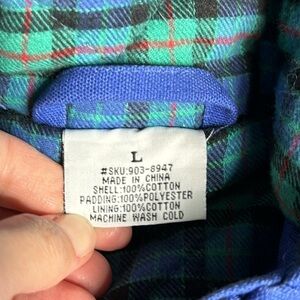 L
#SKU:903-8947
MADE IN CHINA
SHELL:100%COTTON
PADDING:100%POLYESTER
LINING:100%COTTON
MACHINE WASH COLD